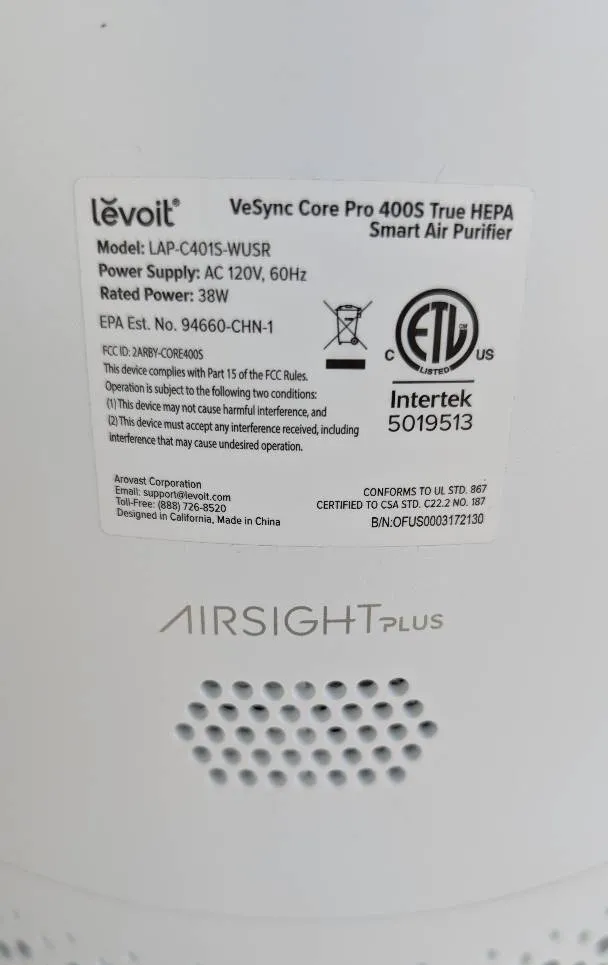 lěvoit®
VeSync Core Pro 400S True HEPA
Smart Air Purifier
Model: LAP-C401S-WUSR
Power Supply: AC 120V, 60Hz
Rated Power: 38W
EPA Est. No. 94660-CHN-1
FCC ID: 2ARBY-CORE400S
This device complies with Part 15 of the FCC Rules.
Operation is subject to the following two conditions:
(1) This device may not cause harmful interference, and
(2) This device must accept any interference received, including
interference that may cause undesired operation.
ETL CM
C US
LISTED
Intertek
5019513
Arovast Corporation
Email: support@levoit.com
Toll-Free: (888) 726-8520
Designed in California, Made in China
CONFORMS TO UL STD. 867
CERTIFIED TO CSA STD. C22.2 NO. 187
B/N:OFUS0003172130
AIRSIGHT PLUS